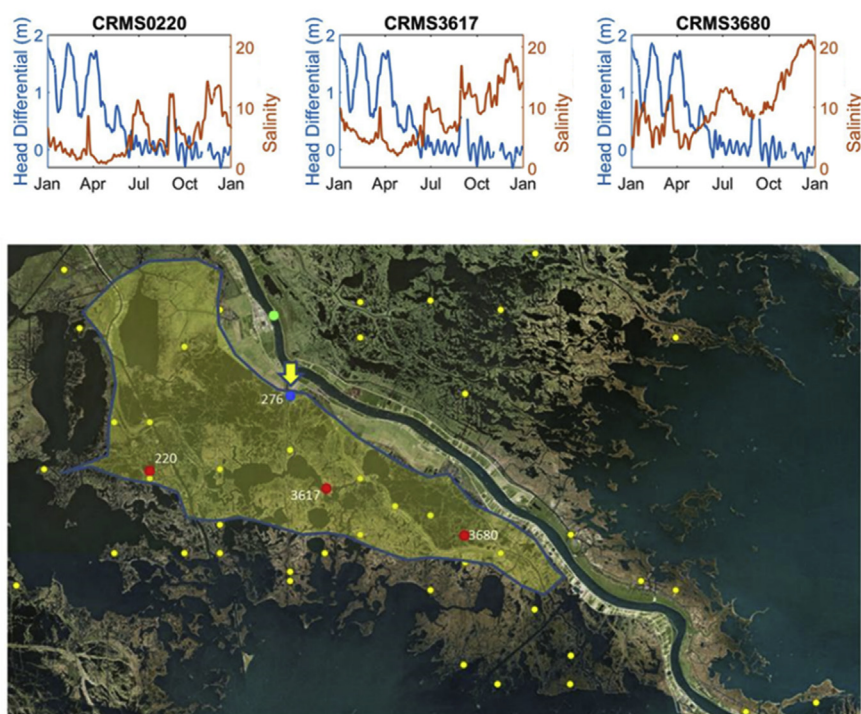 CRMS0220
CRMS3617
CRMS3680
Head Differential (m)
2
1
0
20
10
0
Salinity
Jan Apr Jul Oct Jan
Head Differential (m)
2
1
0
20
10
0
Salinity
Jan Apr Jul Oct Jan
Head Differential (m)
2
1
0
20
10
0
Salinity
Jan Apr Jul Oct Jan
276
220
3617
3680